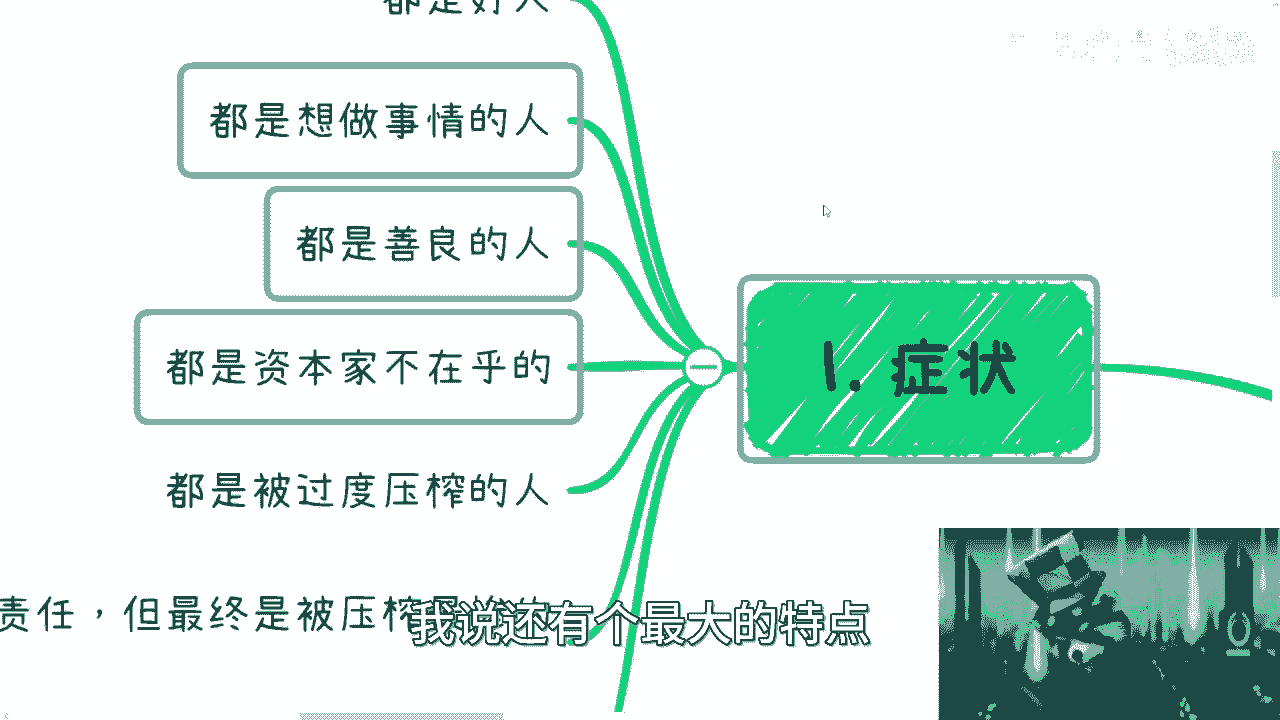 都是好人
都是想做事情的人
都是善良的人
都是资本家不在乎的
1. 症状
都是被过度压榨的人
责任，但最终是被压榨
我说还有个最大的特点